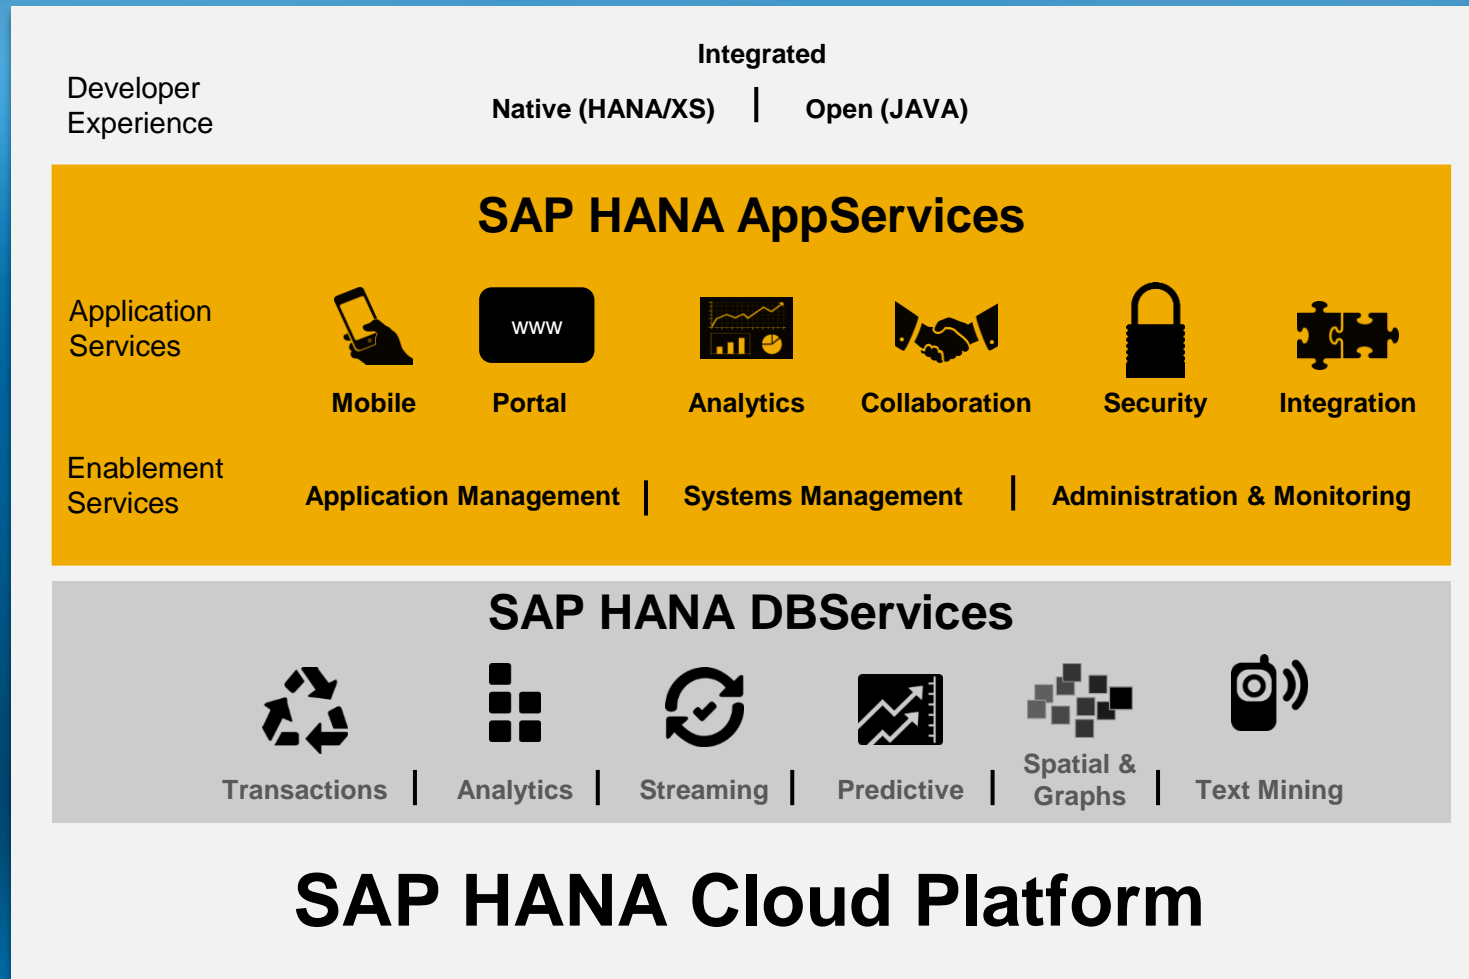 Integrated
Developer
Experience
Native (HANA/XS) | Open (JAVA)
SAP HANA AppServices
Application
Services
www
Mobile Portal Analytics Collaboration Security Integration
Enablement
Services
Application Management | Systems Management | Administration & Monitoring
SAP HANA DBServices
Transactions | Analytics | Streaming | Predictive | Spatial & Graphs | Text Mining
SAP HANA Cloud Platform